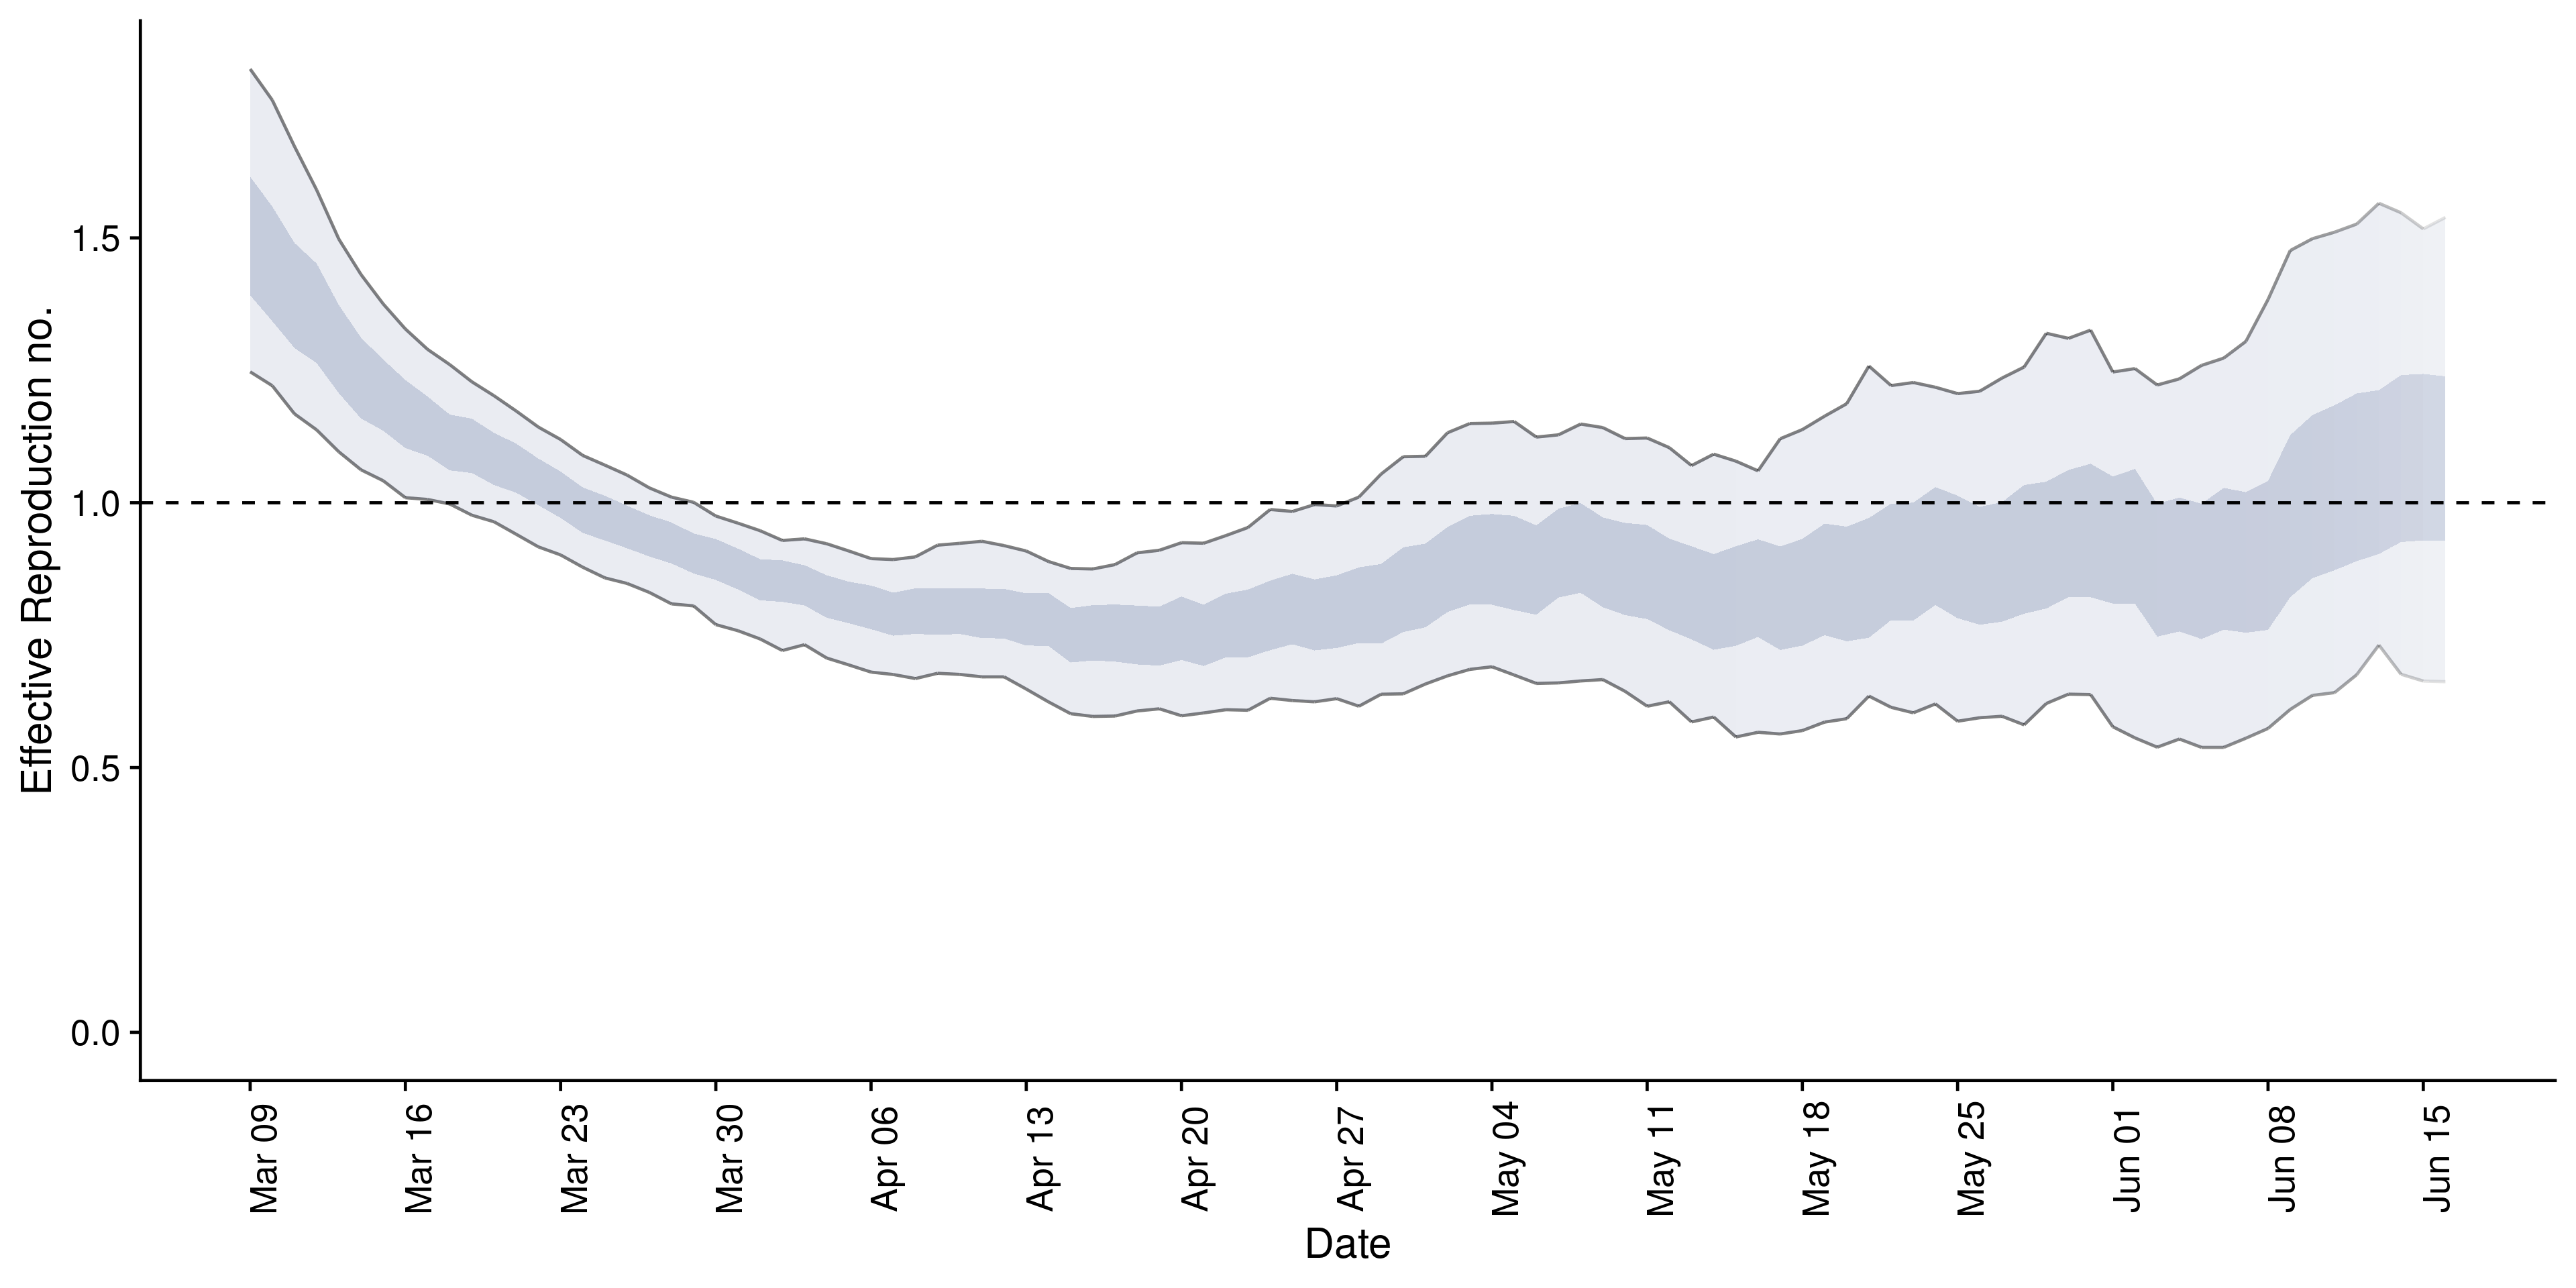 Effective Reproduction no.
1.5
1.0
0.5
0.0
Mar 09
Mar 16
Mar 23
Mar 30
Apr 06
Apr 13
Apr 20
Apr 27
May 04
May 11
May 18
May 25
Jun 01
Jun 08
Jun 15
Date